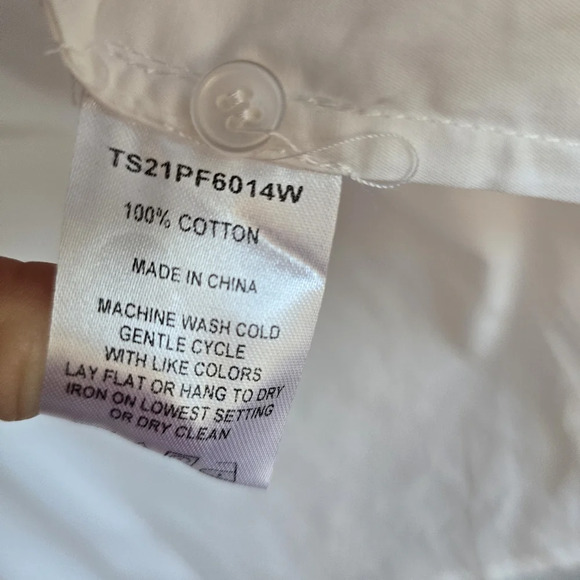 TS21PF6014W
100% COTTON
MADE IN CHINA
MACHINE WASH COLD
GENTLE CYCLE
WITH LIKE COLORS
LAY FLAT OR HANG TO DRY
IRON ON LOWEST SETTING
OR DRY CLEAN